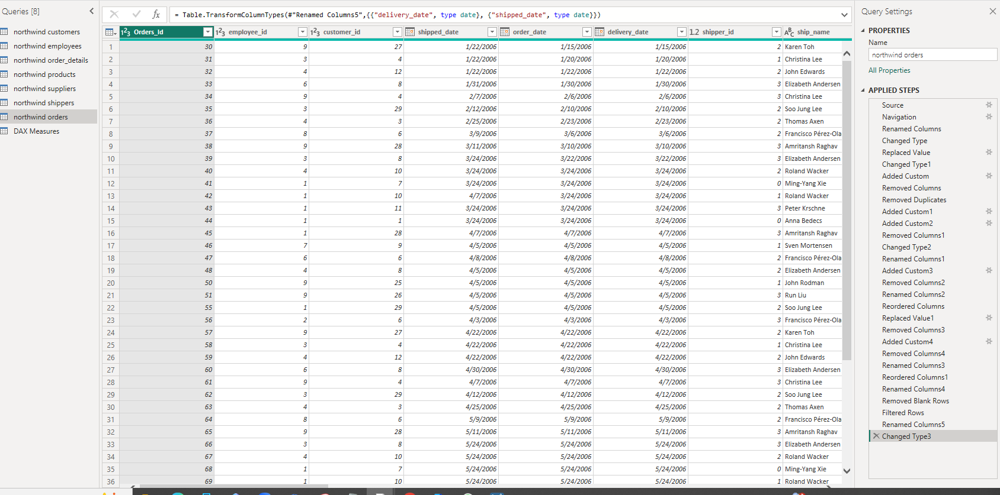 Queries [8]
northwind customers
northwind employees
northwind order_details
northwind products
northwind suppliers
northwind shippers
northwind orders
DAX Measures
fx
= Table.TransformColumnTypes(#"Renamed Columns5",{{"delivery_date", type date}, {"shipped_date", type date}})
1²3 Orders_Id 1²3 employee_id 1²3 customer_id shipped_date order_date delivery_date 1.2 shipper_id ABC ship_name
1 30 9 27 1/22/2006 1/15/2006 1/15/2006 2 Karen Toh
2 31 3 4 1/22/2006 1/20/2006 1/20/2006 1 Christina Lee
3 32 4 12 1/22/2006 1/22/2006 1/22/2006 2 John Edwards
4 33 6 8 1/31/2006 1/30/2006 1/30/2006 3 Elizabeth Andersen
5 34 9 4 2/7/2006 2/6/2006 2/6/2006 3 Christina Lee
6 35 3 29 2/12/2006 2/10/2006 2/10/2006 2 Soo Jung Lee
7 36 4 3 2/25/2006 2/23/2006 2/23/2006 2 Thomas Axen
8 37 8 6 3/9/2006 3/6/2006 3/6/2006 2 Francisco Pérez-Ola
9 38 9 28 3/11/2006 3/10/2006 3/10/2006 3 Amritansh Raghav
10 39 3 8 3/24/2006 3/22/2006 3/22/2006 3 Elizabeth Andersen
11 40 4 10 3/24/2006 3/24/2006 3/24/2006 2 Roland Wacker
12 41 1 7 3/24/2006 3/24/2006 3/24/2006 0 Ming-Yang Xie
13 42 1 10 4/7/2006 3/24/2006 3/24/2006 1 Roland Wacker
14 43 1 11 3/24/2006 3/24/2006 3/24/2006 3 Peter Krschne
15 44 1 1 3/24/2006 3/24/2006 3/24/2006 0 Anna Bedecs
16 45 1 28 4/7/2006 4/7/2006 4/7/2006 3 Amritansh Raghav
17 46 7 9 4/5/2006 4/5/2006 4/5/2006 1 Sven Mortensen
18 47 6 6 4/8/2006 4/8/2006 4/8/2006 2 Francisco Pérez-Ola
19 48 4 8 4/5/2006 4/5/2006 4/5/2006 2 Elizabeth Andersen
20 50 9 25 4/5/2006 4/5/2006 4/5/2006 1 John Rodman
21 51 9 26 4/5/2006 4/5/2006 4/5/2006 3 Run Liu
22 55 1 29 4/5/2006 4/5/2006 4/5/2006 2 Soo Jung Lee
23 56 2 6 4/3/2006 4/3/2006 4/3/2006 3 Francisco Pérez-Ola
24 57 9 27 4/22/2006 4/22/2006 4/22/2006 2 Karen Toh
25 58 3 4 4/22/2006 4/22/2006 4/22/2006 1 Christina Lee
26 59 4 12 4/22/2006 4/22/2006 4/22/2006 2 John Edwards
27 60 6 8 4/30/2006 4/30/2006 4/30/2006 3 Elizabeth Andersen
28 61 9 4 4/7/2006 4/7/2006 4/7/2006 3 Christina Lee
29 62 3 29 4/12/2006 4/12/2006 4/12/2006 2 Soo Jung Lee
30 63 4 3 4/25/2006 4/25/2006 4/25/2006 2 Thomas Axen
31 64 8 6 5/9/2006 5/9/2006 5/9/2006 2 Francisco Pérez-Ola
32 65 9 28 5/11/2006 5/11/2006 5/11/2006 3 Amritansh Raghav
33 66 3 8 5/24/2006 5/24/2006 5/24/2006 3 Elizabeth Andersen
34 67 4 10 5/24/2006 5/24/2006 5/24/2006 2 Roland Wacker
35 68 1 7 5/24/2006 5/24/2006 5/24/2006 0 Ming-Yang Xie
36 69 1 10 5/24/2006 5/24/2006 5/24/2006 1 Roland Wacker
Query Settings
PROPERTIES
Name
northwind orders
All Properties
APPLIED STEPS
Source
Navigation
Renamed Columns
Changed Type
Replaced Value
Changed Type1
Added Custom
Removed Columns
Removed Duplicates
Added Custom1
Added Custom2
Removed Columns1
Changed Type2
Renamed Columns1
Added Custom3
Removed Columns2
Renamed Columns2
Reordered Columns
Replaced Value1
Removed Columns3
Added Custom4
Removed Columns4
Renamed Columns3
Reordered Columns1
Renamed Columns4
Removed Blank Rows
Filtered Rows
Renamed Columns5
Changed Type3